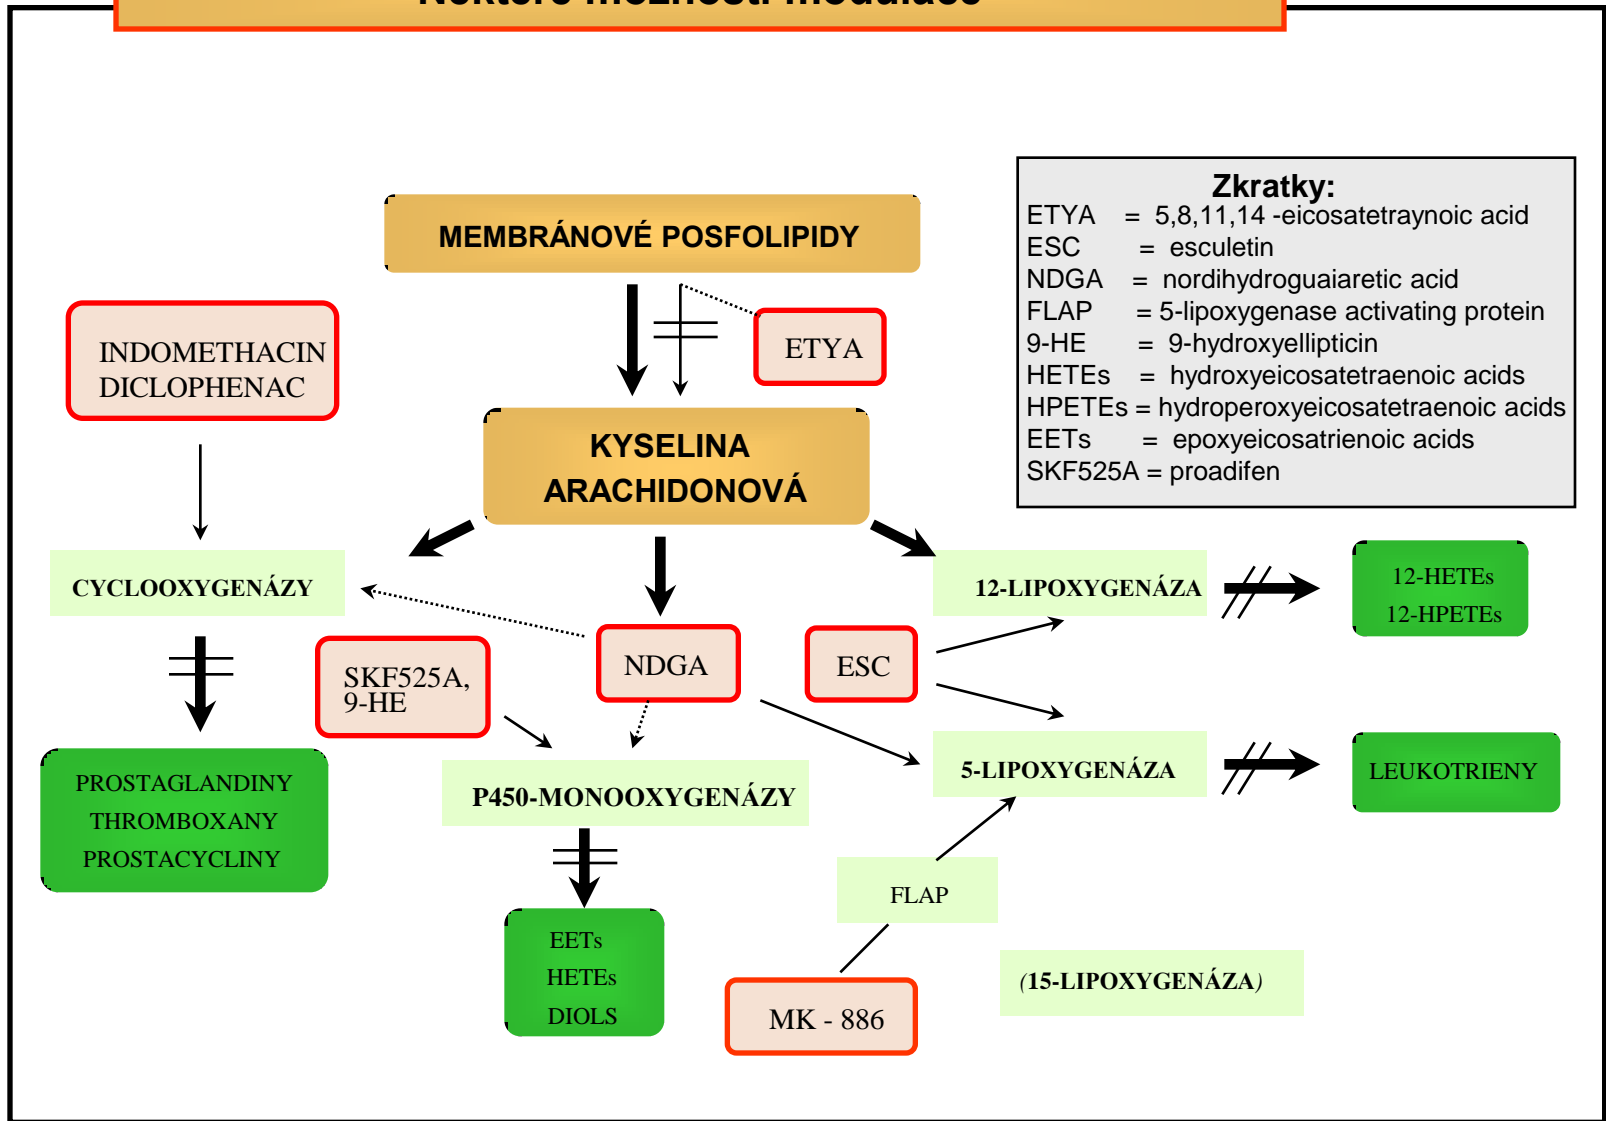 Některé možnosti modulace
Zkratky:
ETYA = 5,8,11,14 -eicosatetraynoic acid
ESC = esculetin
NDGA = nordihydroguaiaretic acid
FLAP = 5-lipoxygenase activating protein
9-HE = 9-hydroxyellipticin
HETEs = hydroxyeicosatetraenoic acids
HPETEs = hydroperoxyeicosatetraenoic acids
EETs = epoxyeicosatrienoic acids
SKF525A = proadifen
MEMBRÁNOVÉ POSFOLIPIDY
INDOMETHACIN
DICLOPHENAC
ETYA
KYSELINA
ARACHIDONOVÁ
CYCLOOXYGENÁZY
12-LIPOXYGENÁZA
12-HETEs
12-HPETEs
SKF525A,
9-HE
NDGA
ESC
PROSTAGLANDINY
THROMBOXANY
PROSTACYCLINY
P450-MONOOXYGENÁZY
5-LIPOXYGENÁZA
LEUKOTRIENY
FLAP
EETs
HETEs
DIOLS
(15-LIPOXYGENÁZA)
MK - 886